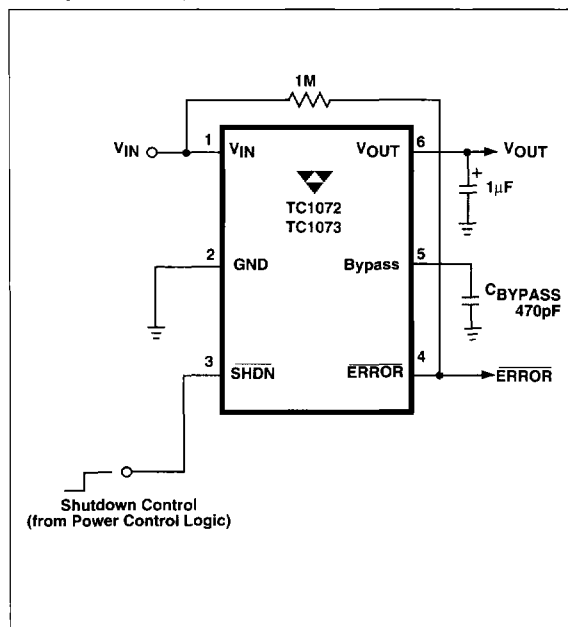 1M
VIN
1
VIN
VOUT
6
VOUT
+
1µF
TC1072
TC1073
2
GND
Bypass
5
CBYPASS
470pF
3
SHDN
ERROR
4
ERROR
Shutdown Control
(from Power Control Logic)